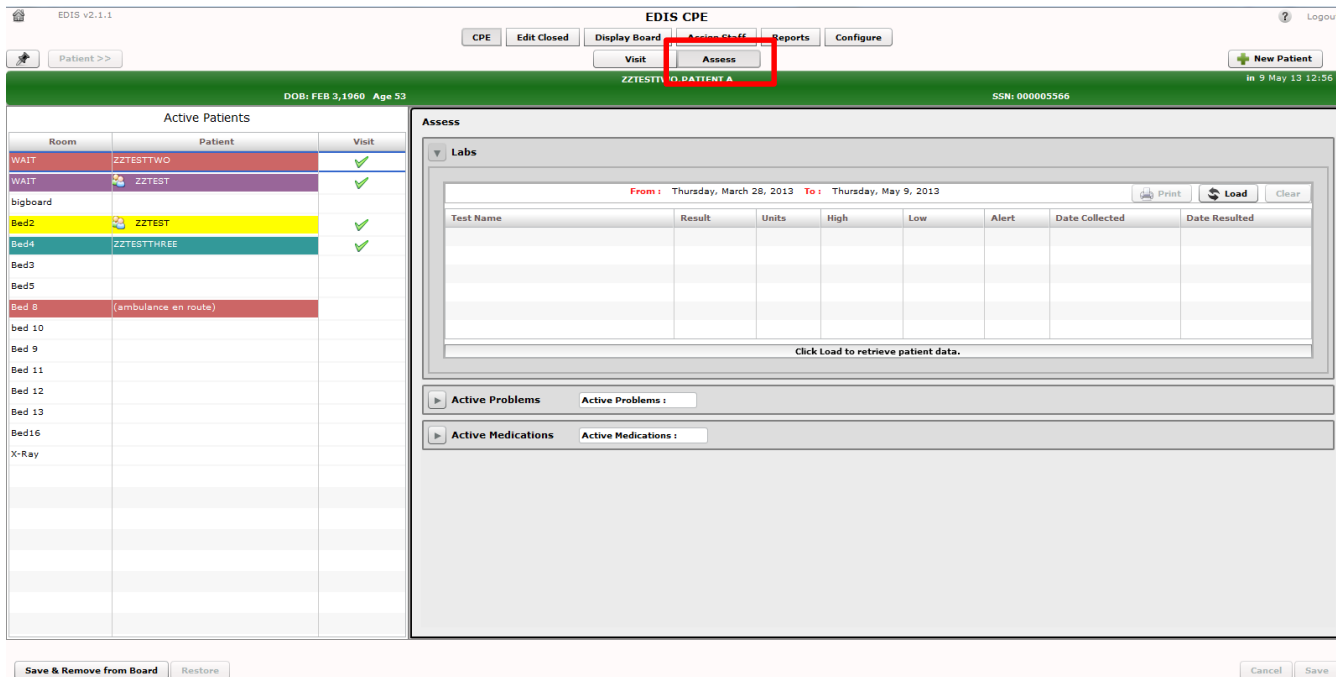 EDIS v2.1.1 EDIS CPE ? Logou
CPE Edit Closed Display Board Assign Staff Reports Configure
Patient >> Visit Assess New Patient
ZZTESTTWO,PATIENT A in 9 May 13 12:56
DOB: FEB 3,1960 Age 53 SSN: 000005566
Active Patients
Room Patient Visit
WAIT ZZTESTTWO
WAIT ZZTEST
bigboard
Bed2 ZZTEST
Bed4 ZZTESTTHREE
Bed3
Bed5
Bed 8 (ambulance en route)
bed 10
Bed 9
Bed 11
Bed 12
Bed 13
Bed16
X-Ray
Assess
Labs
From : Thursday, March 28, 2013 To : Thursday, May 9, 2013 Print Load Clear
Test Name Result Units High Low Alert Date Collected Date Resulted
Click Load to retrieve patient data.
Active Problems Active Problems :
Active Medications Active Medications :
Save & Remove from Board Restore Cancel Save